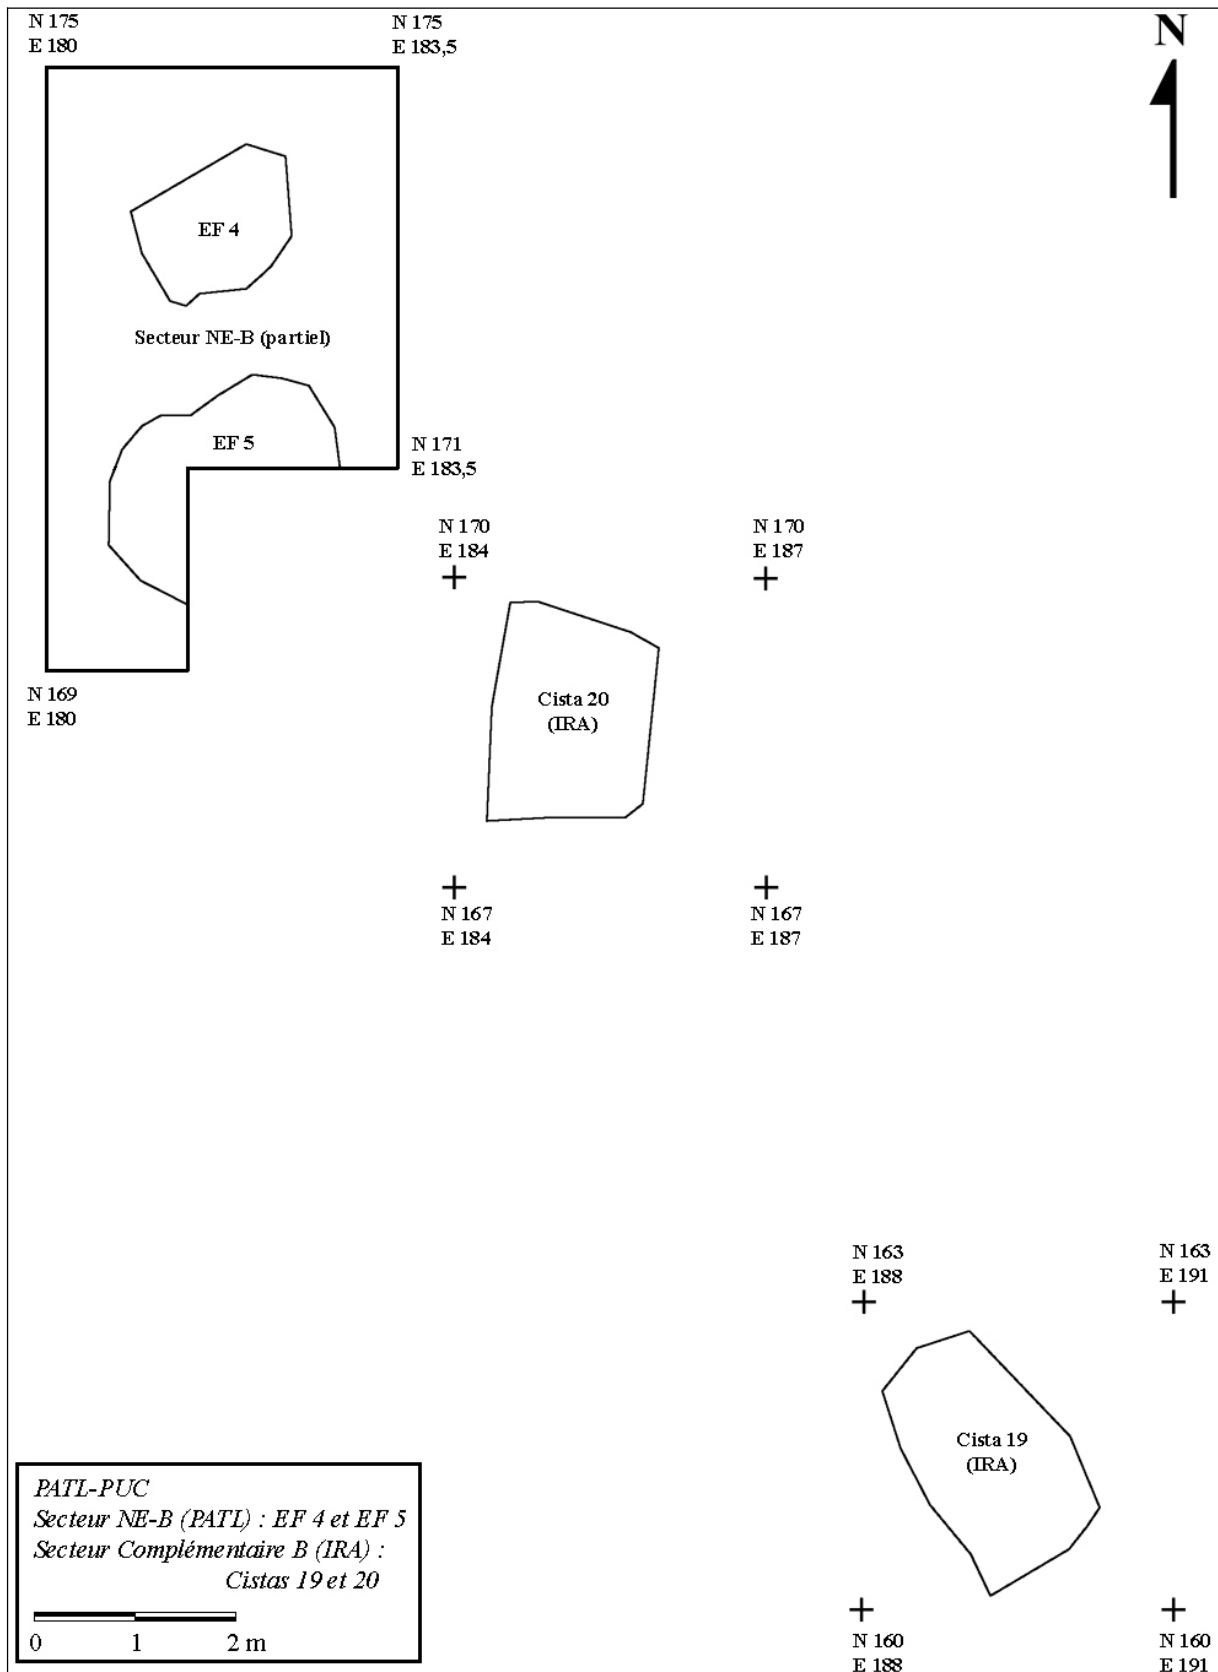 N 175
E 180
N 175
E 183,5
N
EF 4
Secteur NE-B (partiel)
EF 5
N 171
E 183,5
N 170
E 184
N 170
E 187
N 169
E 180
Cista 20
(IRA)
N 167
E 184
N 167
E 187
N 163
E 188
N 163
E 191
Cista 19
(IRA)
N 160
E 188
N 160
E 191
PATL-PUC
Secteur NE-B (PATL) : EF 4 et EF 5
Secteur Complémentaire B (IRA) :
Cistas 19 et 20
0 1 2 m